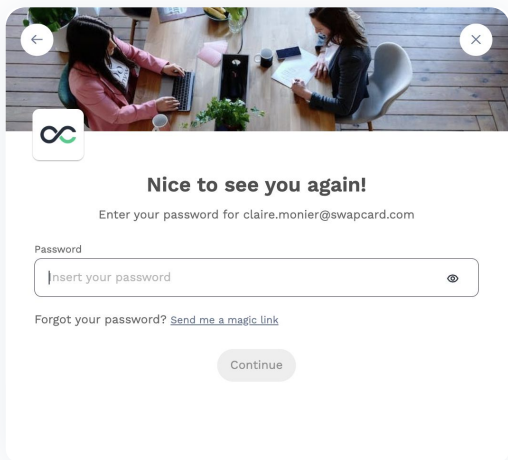 Nice to see you again!
Enter your password for claire.monier@swapcard.com
Password
Insert your password
Forgot your password? Send me a magic link
Continue